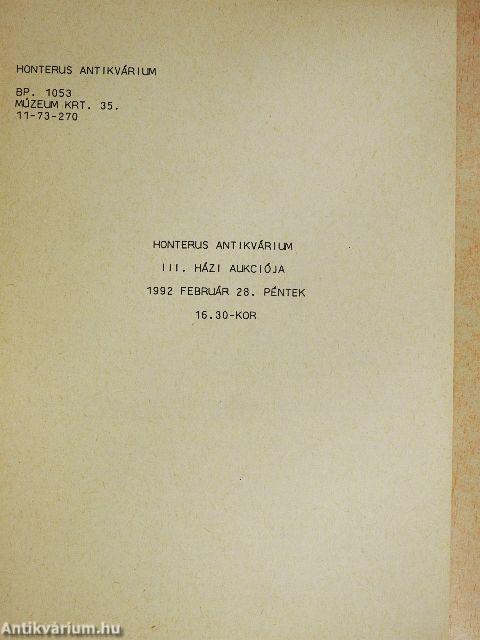 HONTERUS ANTIKVÁRIUM
BP. 1053
MÚZEUM KRT. 35.
11-73-270
HONTERUS ANTIKVÁRIUM
III. HÁZI AUKCIÓJA
1992 FEBRUÁR 28. PÉNTEK
16.30-KOR
Antikvárium.hu